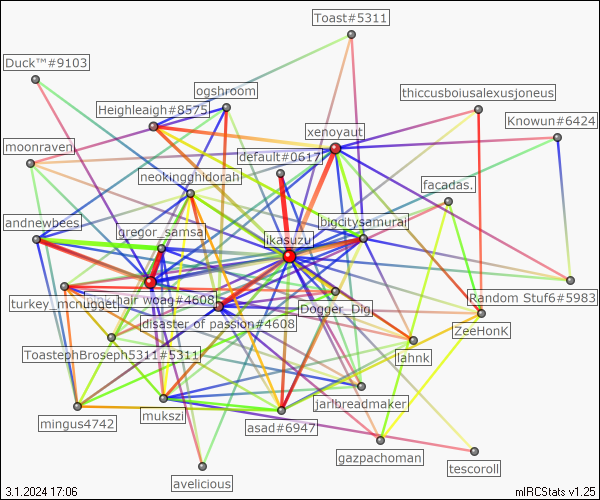 Toast#5311
Duck™#9103
ogshroom
thiccusboiusalexusjoneus
Heighleaigh#8575
Knowun#6424
xenoyaut
moonraven
default#0617
neokingghidorah
facadas.
andnewbees
bigcitysamurai
gregor_samsa
ikasuzu
turkey_mcnugget
hair woag#4608
Random Stuf6#5983
Dogger_Dig
disaster of passion#4608
ZeeHonk
ToastephBroseph5311#5311
lahnk
jarlbreadmaker
mingus4742
mukszi
asad#6947
gazpachoman
tescoroll
avelicious
3.1.2024 17:06
mIRCStats v1.25